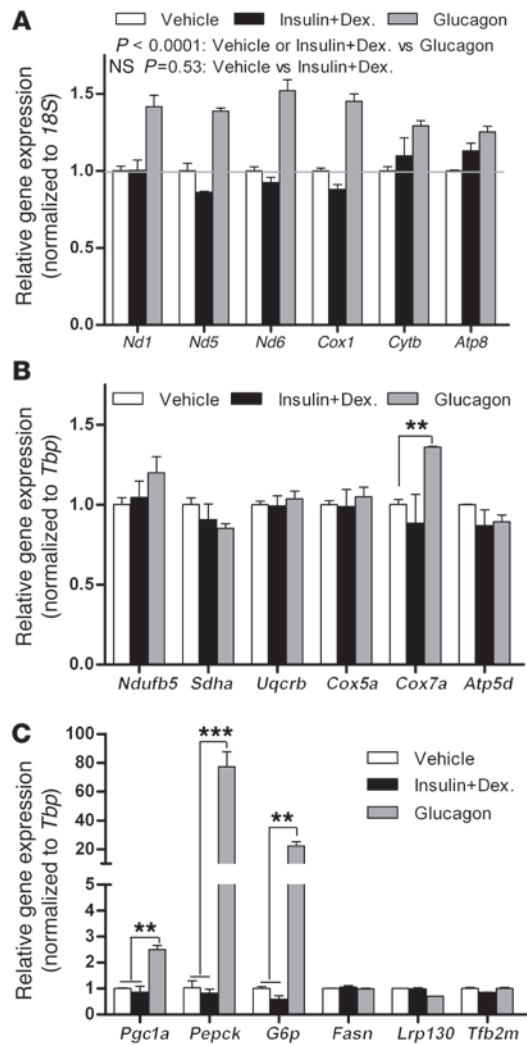 A
Vehicle Insulin+Dex. Glucagon
P < 0.0001: Vehicle or Insulin+Dex. vs Glucagon
NS P=0.53: Vehicle vs Insulin+Dex.
Relative gene expression
(normalized to 18S)
1.5
1.0
0.5
0.0
Nd1 Nd5 Nd6 Cox1 Cytb Atp8
B
Vehicle Insulin+Dex. Glucagon
**
Relative gene expression
(normalized to Tbp)
1.5
1.0
0.5
0.0
Ndufb5 Sdha Uqcrb Cox5a Cox7a Atp5d
C
Vehicle
Insulin+Dex.
Glucagon
***
**
**
Relative gene expression
(normalized to Tbp)
100
80
60
40
20
5
4
3
2
1
0
Pgc1a Pepck G6p Fasn Lrp130 Tfb2m